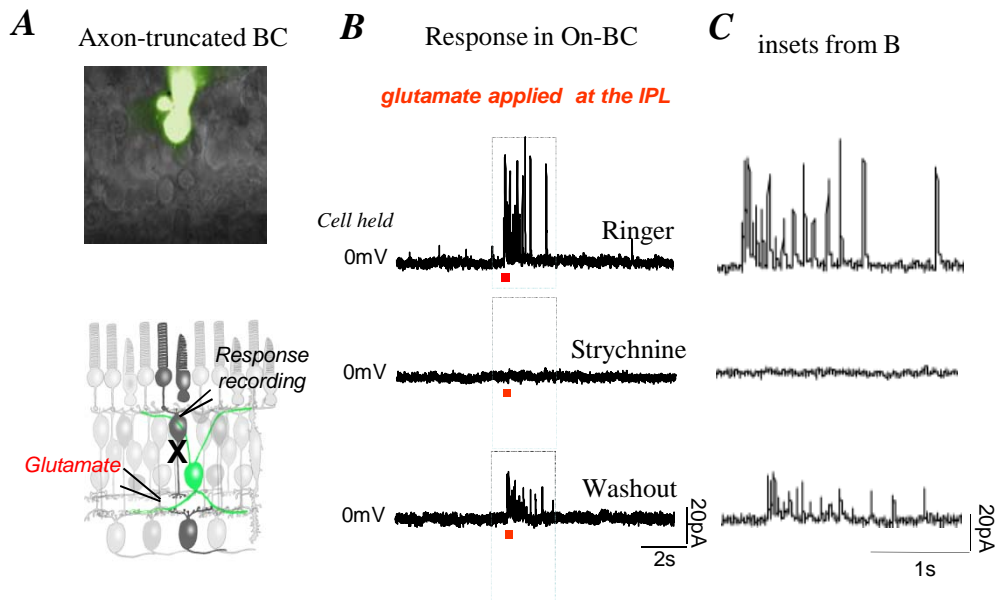 A
Axon-truncated BC
Response
recording
X
Glutamate
B
Response in On-BC
glutamate applied at the IPL
Cell held
0mV
Ringer
0mV
Strychnine
0mV
Washout
20pA
2s
C
insets from B
20pA
1s